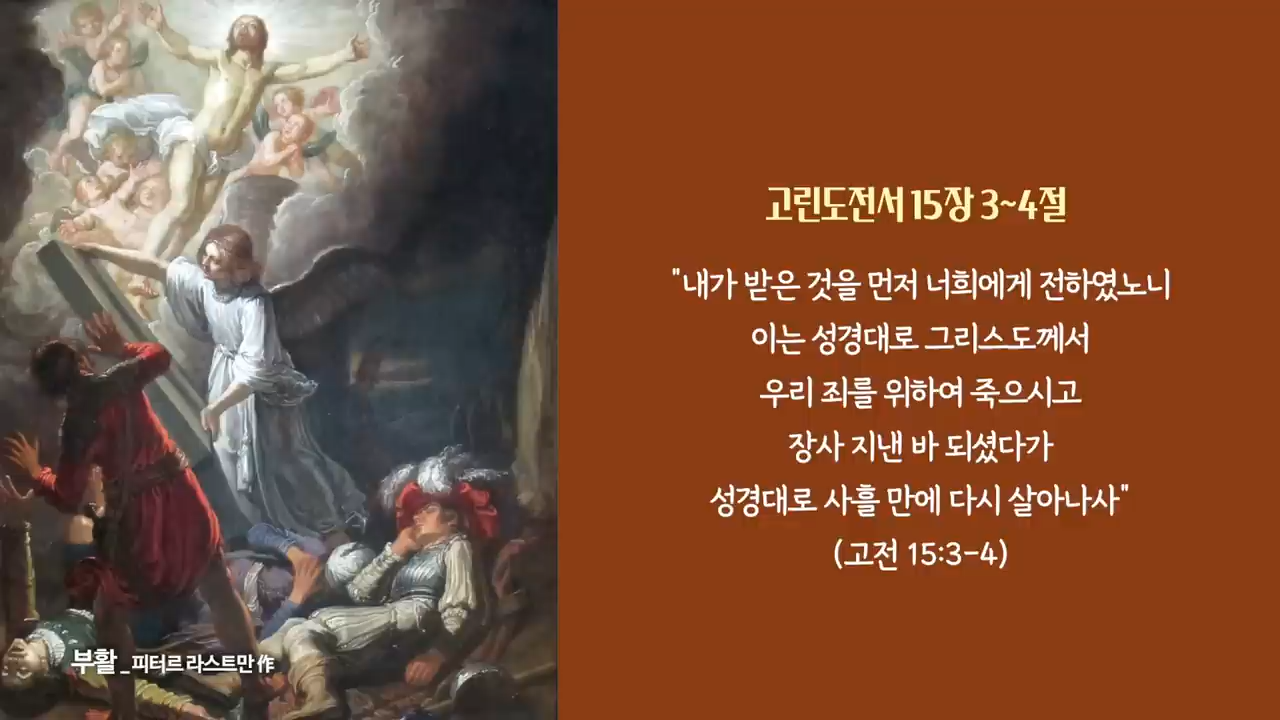 고린도전서 15장 3~4절
"내가 받은 것을 먼저 너희에게 전하였노니
이는 성경대로 그리스도께서
우리 죄를 위하여 죽으시고
장사 지낸 바 되셨다가
성경대로 사흘 만에 다시 살아나사"
(고전 15:3-4)
부활 _ 피터르 라스트만 作